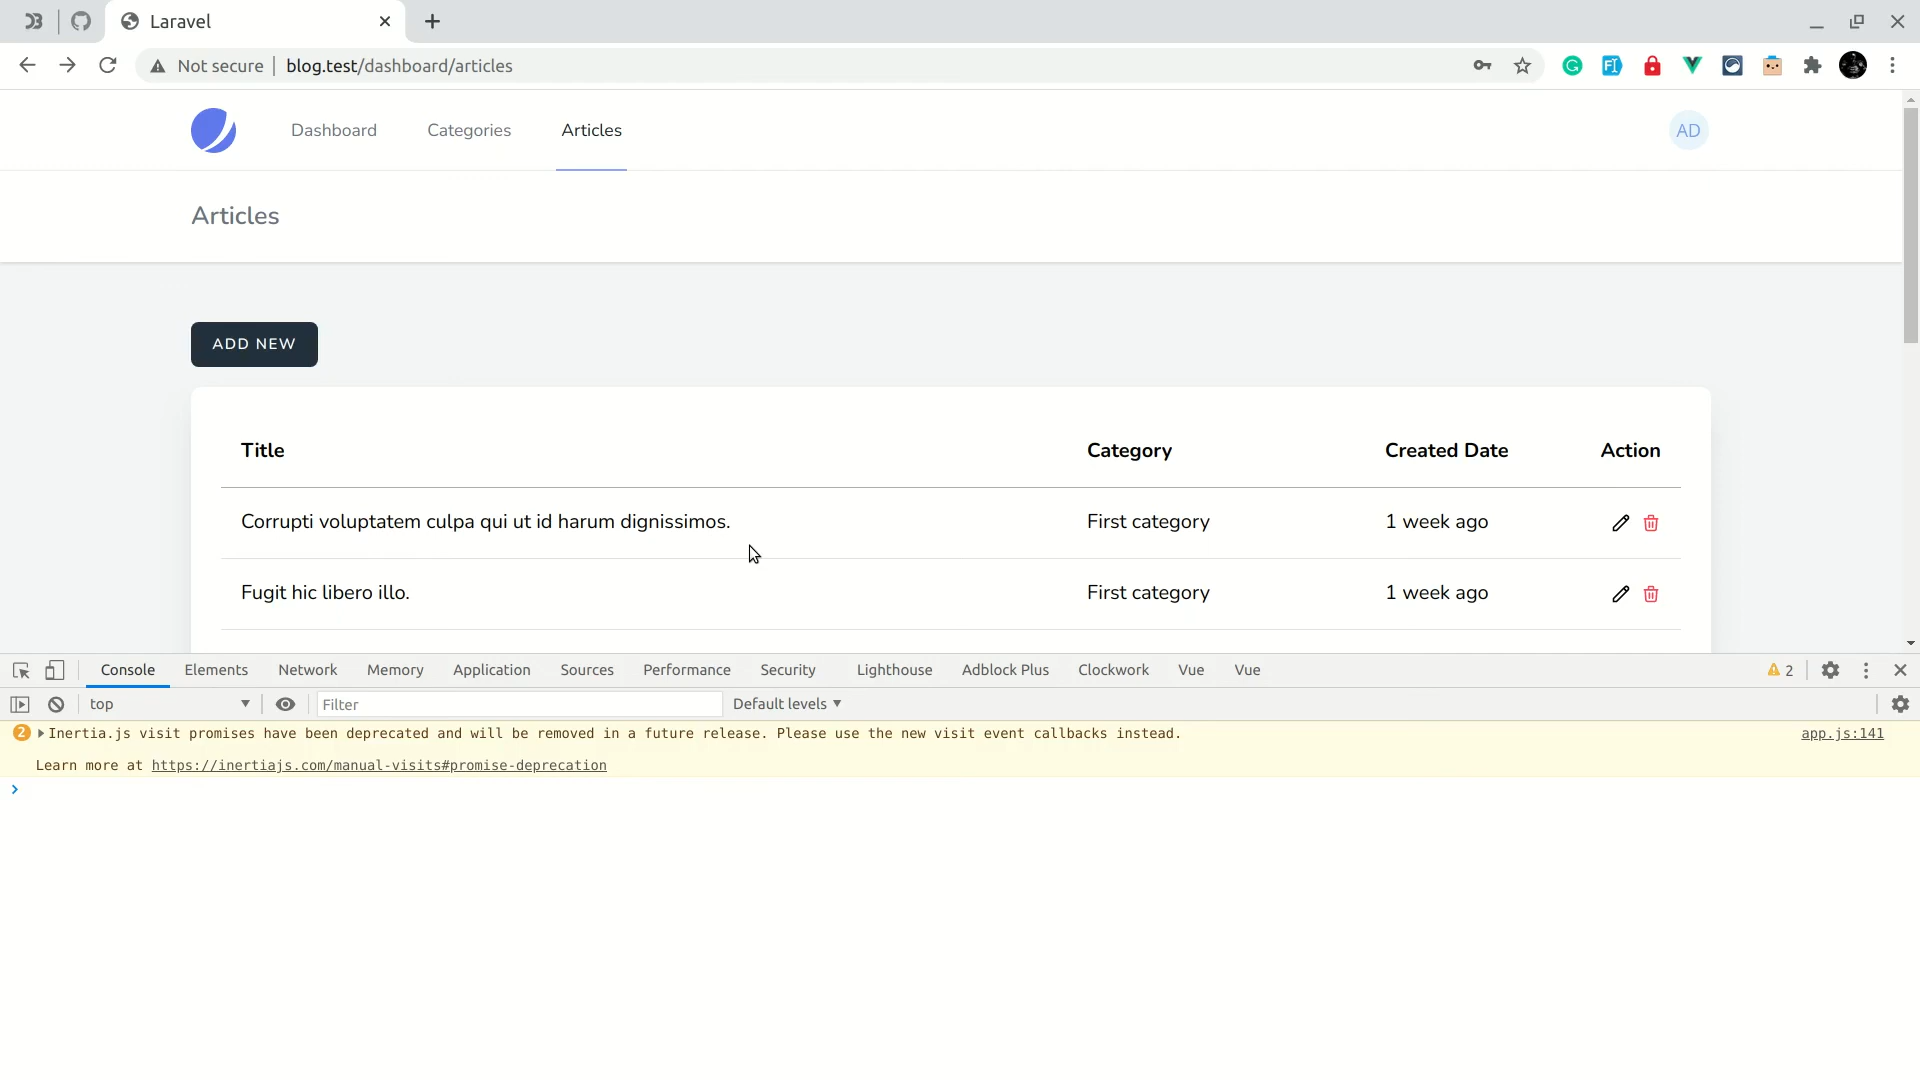 Laravel
Not secure | blog.test/dashboard/articles
Dashboard Categories Articles AD
Articles
ADD NEW
Title Category Created Date Action
Corrupti voluptatem culpa qui ut id harum dignissimos. First category 1 week ago
Fugit hic libero illo. First category 1 week ago
Console Elements Network Memory Application Sources Performance Security Lighthouse Adblock Plus Clockwork Vue Vue 2
top Filter Default levels
2 Inertia.js visit promises have been deprecated and will be removed in a future release. Please use the new visit event callbacks instead. app.js:141
Learn more at https://inertiajs.com/manual-visits#promise-deprecation